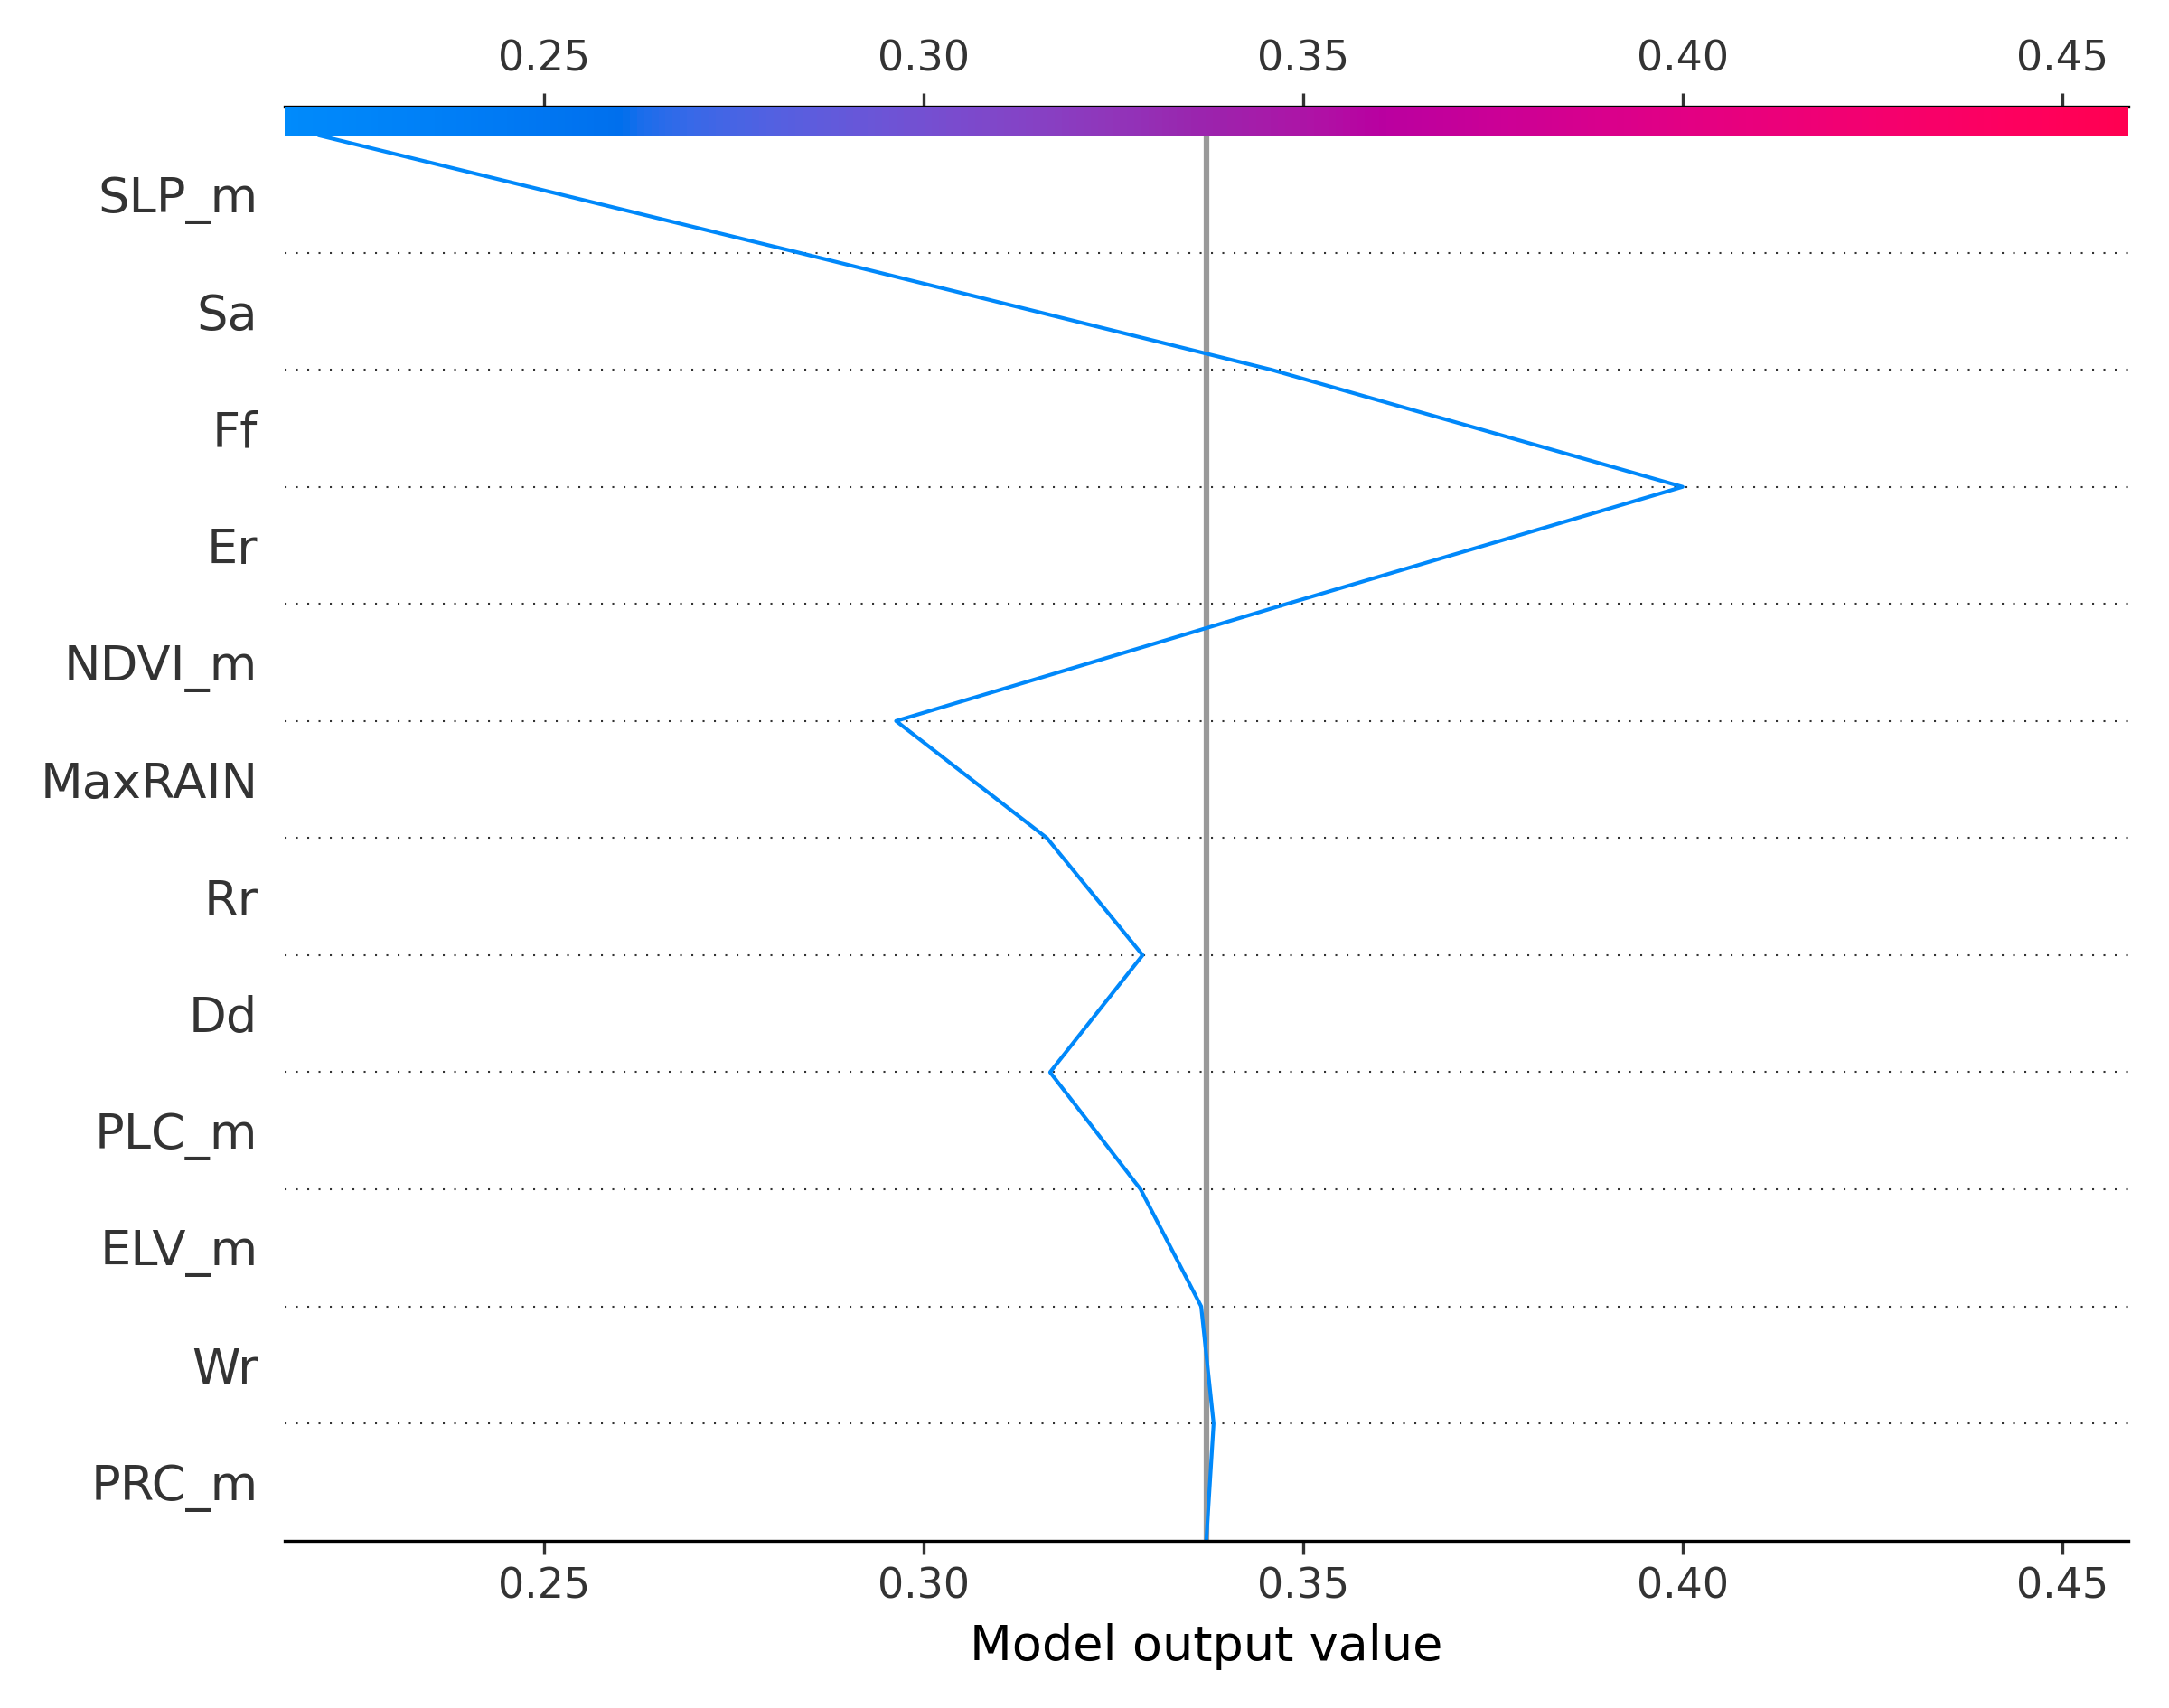 0.25 0.30 0.35 0.40 0.45
SLP_m
Sa
Ff
Er
NDVI_m
MaxRAIN
Rr
Dd
PLC_m
ELV_m
Wr
PRC_m
0.25 0.30 0.35 0.40 0.45
Model output value